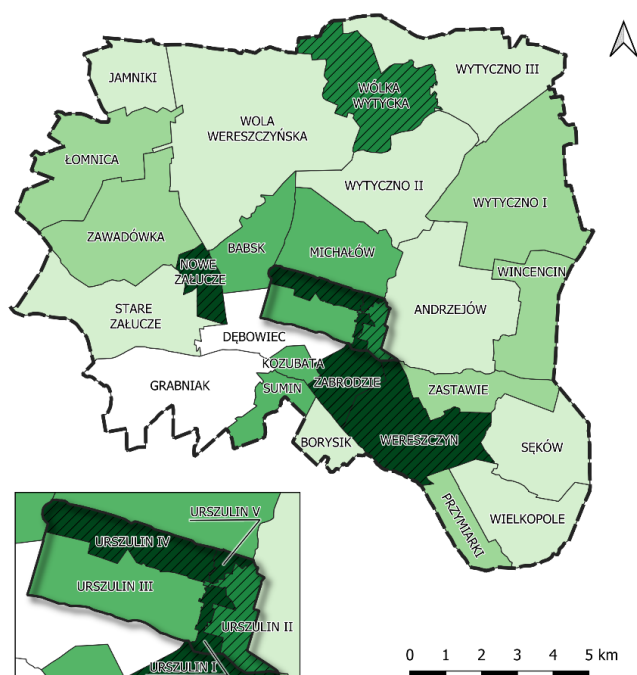 JAMNIKI
WYTYCZNO III
WÓLKA
WYTYCKA
WOLA
WERESZCZYŃSKA
ŁOMNICA
WYTYCZNO II
WYTYCZNO I
ZAWADÓWKA
BABSK
MICHAŁÓW
NOWE
ZAŁUCZE
WINCENCIN
STARE
ZAŁUCZE
ANDRZEJÓW
DĘBOWIEC
KOZUBATA
GRABNIAK
SUMIN
ZABRODZIE
ZASTAWIE
BORYSIK
WERESZCZYN
SĘKÓW
PRZYMIARKI
WIELKOPOLE
URSZULIN V
URSZULIN IV
URSZULIN III
URSZULIN II
URSZULIN I
0 1 2 3 4 5 km